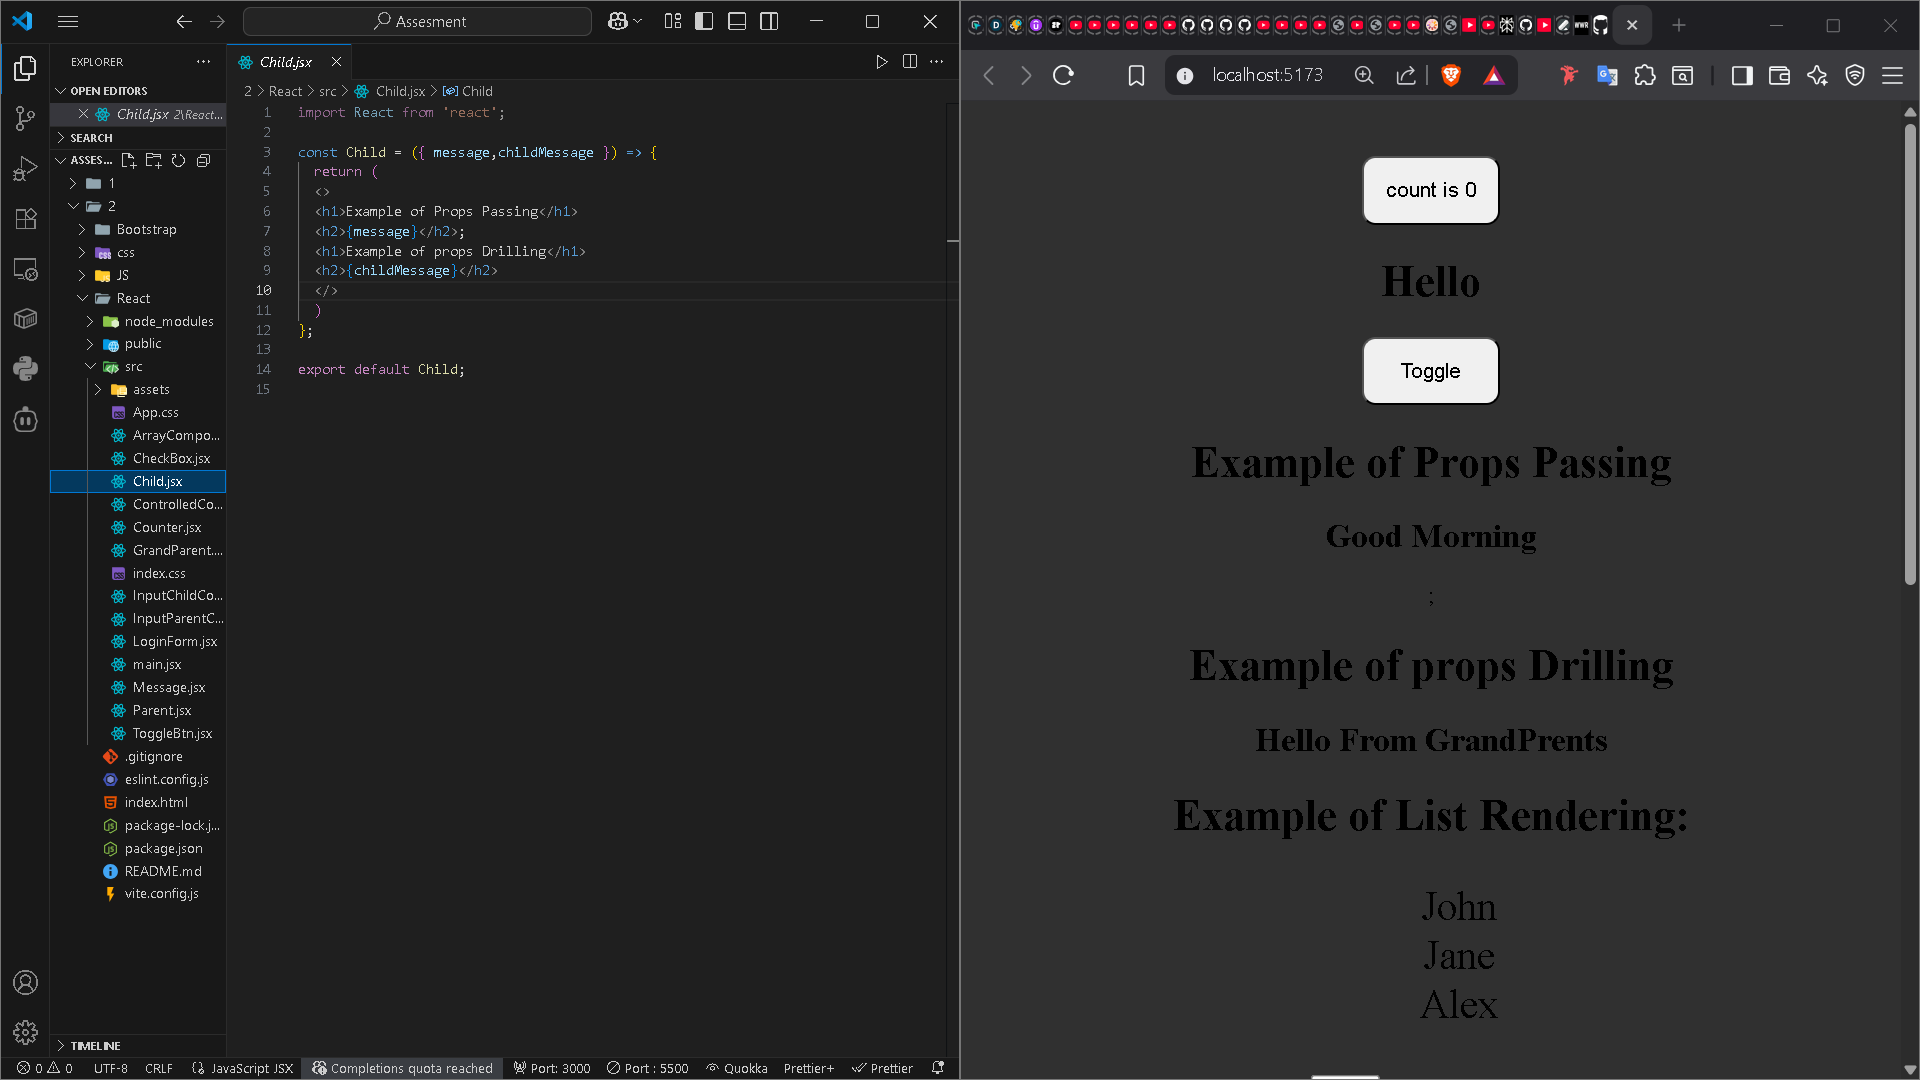 Assesment
EXPLORER
OPEN EDITORS
Child.jsx 2\React...
SEARCH
ASSES...
1
2
Bootstrap
css
JS
React
node_modules
public
src
assets
App.css
ArrayCompo...
CheckBox.jsx
Child.jsx
ControlledCo...
Counter.jsx
GrandParent....
index.css
InputChildCo...
InputParentC...
LoginForm.jsx
main.jsx
Message.jsx
Parent.jsx
ToggleBtn.jsx
.gitignore
eslint.config.js
index.html
package-lock.j...
package.json
README.md
vite.config.js
TIMELINE
Child.jsx
2 > React > src > Child.jsx > Child
1 import React from 'react';
2
3 const Child = ({ message,childMessage }) => {
4 return (
5 <>
6 <h1>Example of Props Passing</h1>
7 <h2>{message}</h2>;
8 <h1>Example of props Drilling</h1>
9 <h2>{childMessage}</h2>
10 </>
11 )
12 };
13
14 export default Child;
15
0 0 UTF-8 CRLF JavaScript JSX Completions quota reached Port: 3000 Port : 5500 Quokka Prettier+ Prettier
localhost:5173
count is 0
Hello
Toggle
Example of Props Passing
Good Morning
;
Example of props Drilling
Hello From GrandPrents
Example of List Rendering:
John
Jane
Alex